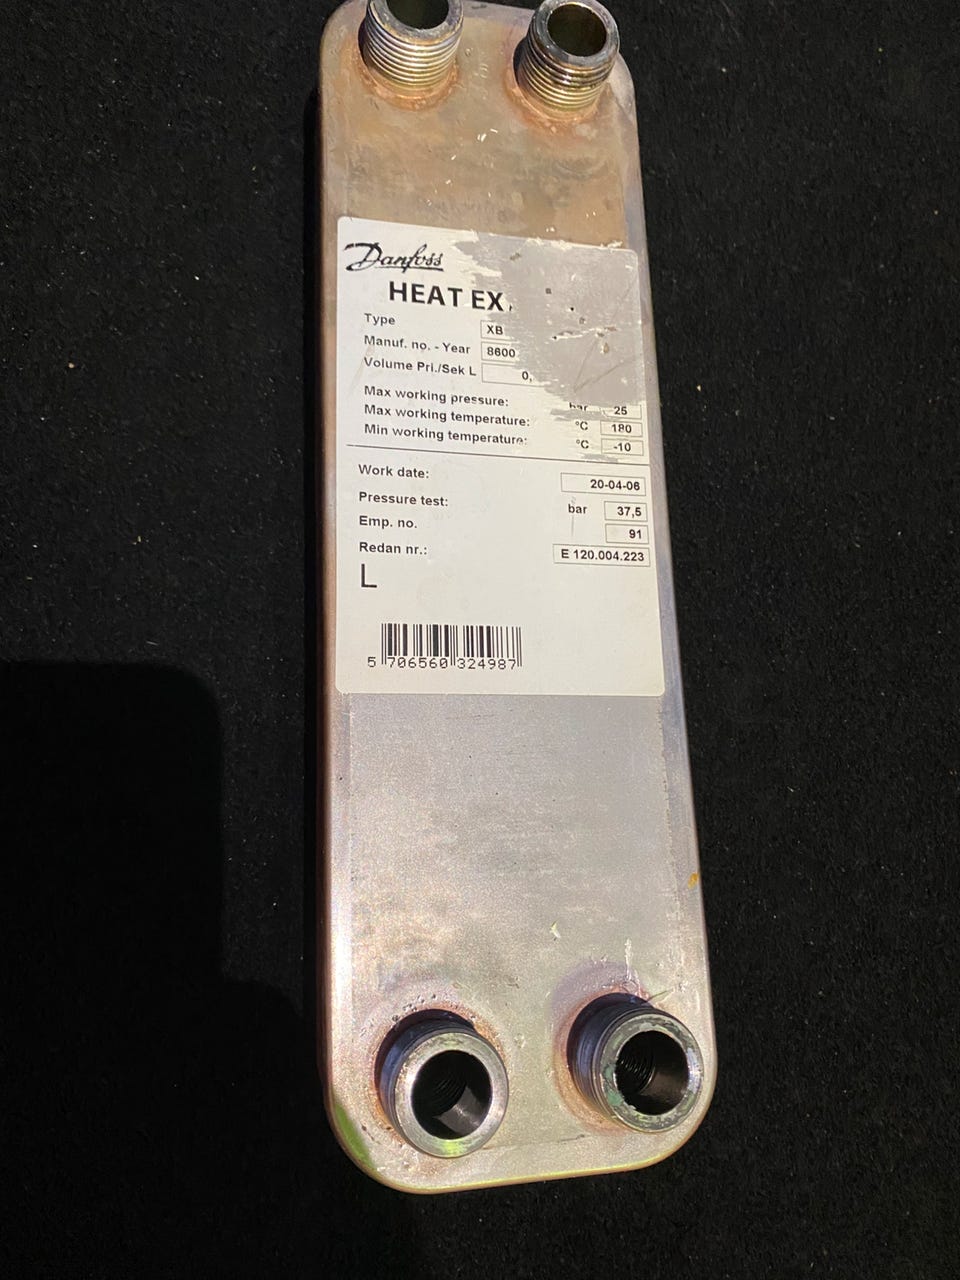 Danfoss
HEAT EX
Type XB
Manuf. no. - Year 8600
Volume Pri./Sek L 0,
Max working pressure: bar 25
Max working temperature: °C 180
Min working temperature: °C -10
Work date: 20-04-06
Pressure test: bar 37,5
Emp. no. 91
Redan nr.: E 120.004.223
L
5 706560 324987